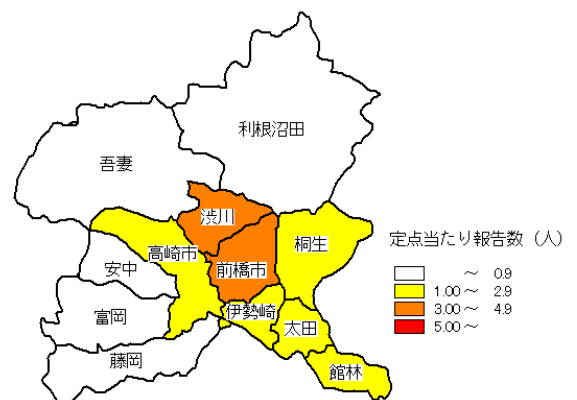 利根沼田
吾妻
渋川
桐生
高崎市
安中
前橋市
富岡
伊勢崎
太田
藤岡
館林
定点当たり報告数（人）
～ 0.9
1.00～ 2.9
3.00～ 4.9
5.00～